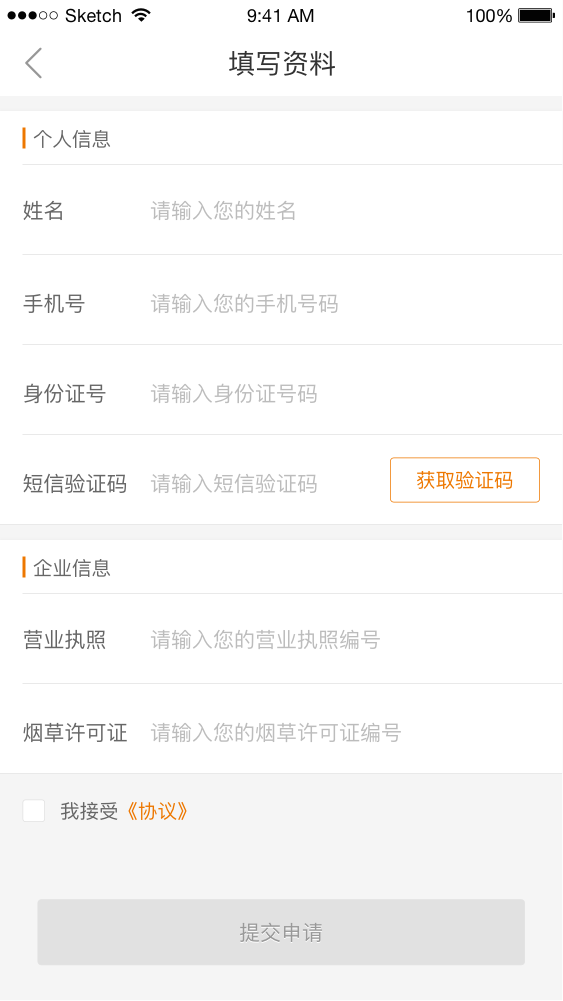 Sketch 9:41 AM 100%
填写资料
个人信息
姓名 请输入您的姓名
手机号 请输入您的手机号码
身份证号 请输入身份证号码
短信验证码 请输入短信验证码 获取验证码
企业信息
营业执照 请输入您的营业执照编号
烟草许可证 请输入您的烟草许可证编号
我接受《协议》
提交申请